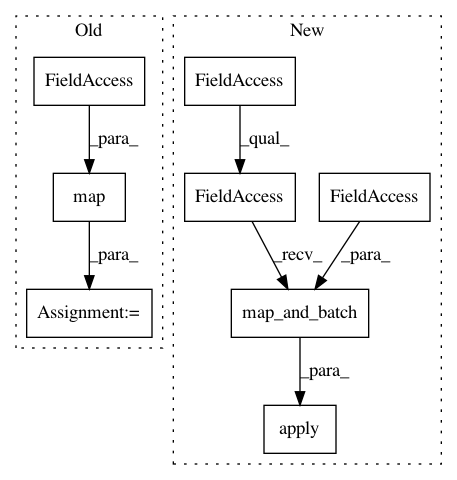 Old
New
FieldAccess
FieldAccess
_para_
_qual_
map
FieldAccess
FieldAccess
_para_
_recv_
_para_
Assignment:=
map_and_batch
_para_
apply